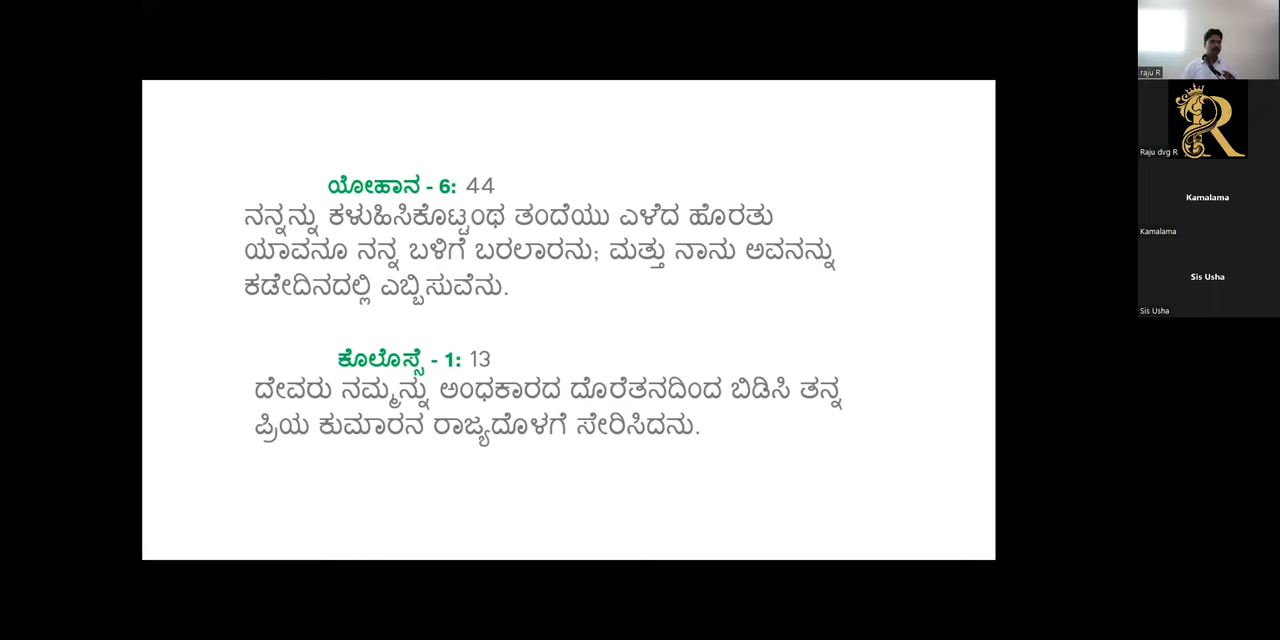 ಯೋಹಾನ - 6: 44
ನನ್ನನ್ನು ಕಳುಹಿಸಿಕೊಟ್ಟಂಥ ತಂದೆಯು ಎಳೆದ ಹೊರತು
ಯಾವನೂ ನನ್ನ ಬಳಿಗೆ ಬರಲಾರನು; ಮತ್ತು ನಾನು ಅವನನ್ನು
ಕಡೇದಿನದಲ್ಲಿ ಎಬ್ಬಿಸುವೆನು.
ಕೊಲೊಸ್ಸೆ - 1: 13
ದೇವರು ನಮ್ಮನ್ನು ಅಂಧಕಾರದ ದೊರೆತನದಿಂದ ಬಿಡಿಸಿ ತನ್ನ
ಪ್ರಿಯ ಕುಮಾರನ ರಾಜ್ಯದೊಳಗೆ ಸೇರಿಸಿದನು.
raju R
R
Raju dvg R
Kamalama
Kamalama
Sis Usha
Sis Usha